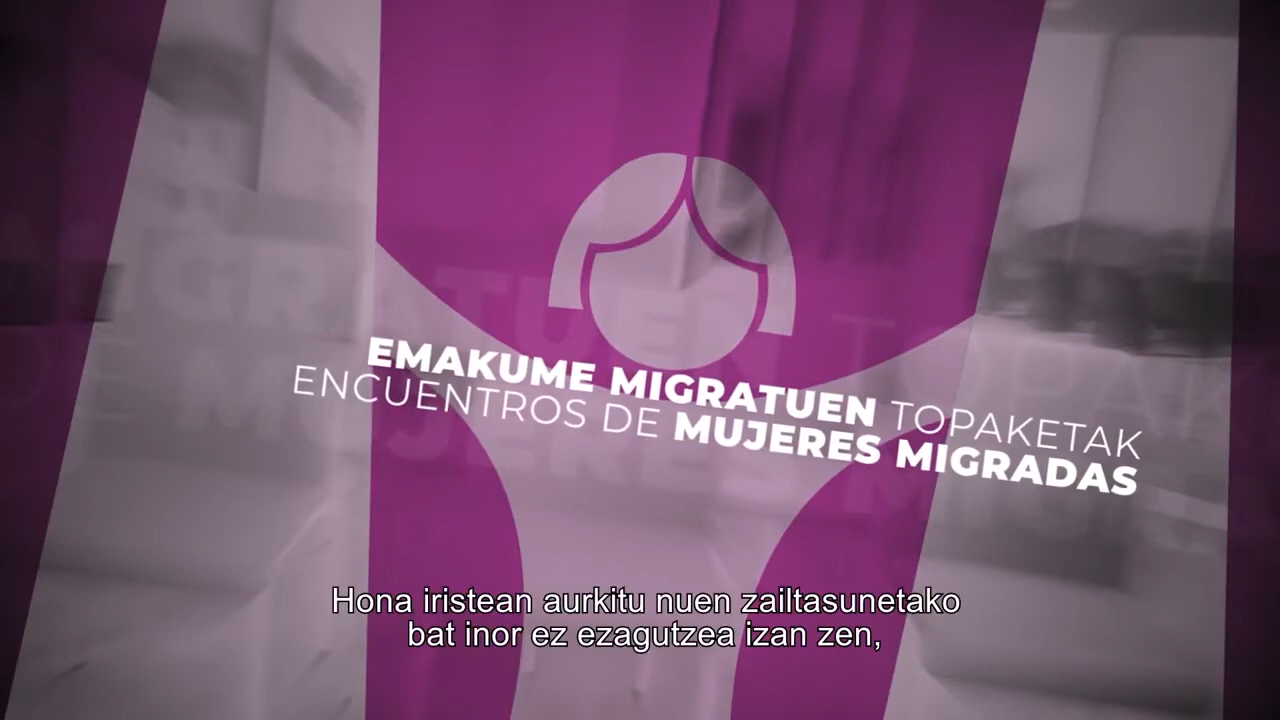 EMAKUME MIGRATUEN TOPAKETAK
ENCUENTROS DE MUJERES MIGRADAS
Hona iristean aurkitu nuen zailtasunetako
bat inor ez ezagutzea izan zen,